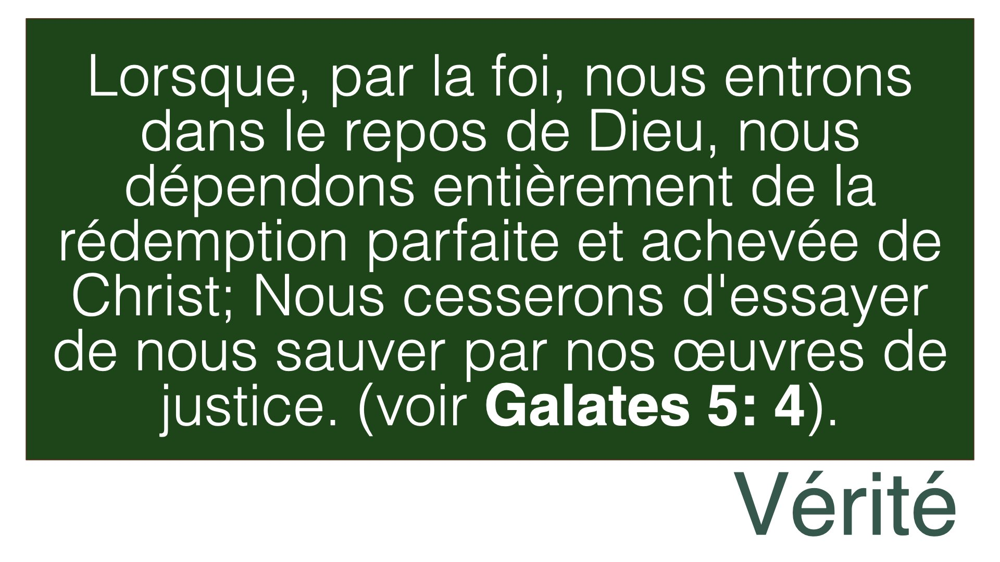 Lorsque, par la foi, nous entrons
dans le repos de Dieu, nous
dépendons entièrement de la
rédemption parfaite et achevée de
Christ; Nous cesserons d'essayer
de nous sauver par nos œuvres de
justice. (voir Galates 5: 4).
Vérité